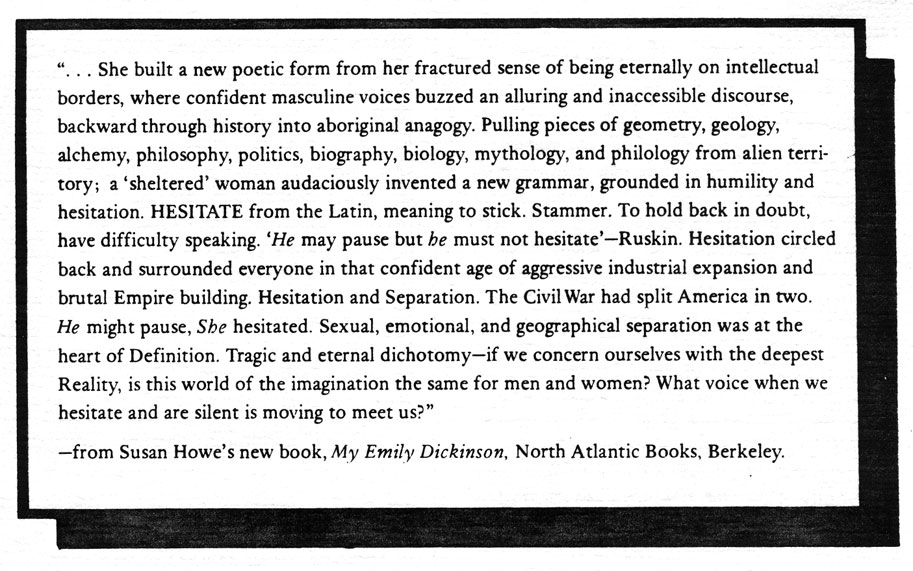 “. . . She built a new poetic form from her fractured sense of being eternally on intellectual
borders, where confident masculine voices buzzed an alluring and inaccessible discourse,
backward through history into aboriginal anagogy. Pulling pieces of geometry, geology,
alchemy, philosophy, politics, biography, biology, mythology, and philology from alien terri-
tory; a ‘sheltered’ woman audaciously invented a new grammar, grounded in humility and
hesitation. HESITATE from the Latin, meaning to stick. Stammer. To hold back in doubt,
have difficulty speaking. ‘He may pause but he must not hesitate’—Ruskin. Hesitation circled
back and surrounded everyone in that confident age of aggressive industrial expansion and
brutal Empire building. Hesitation and Separation. The Civil War had split America in two.
He might pause, She hesitated. Sexual, emotional, and geographical separation was at the
heart of Definition. Tragic and eternal dichotomy—if we concern ourselves with the deepest
Reality, is this world of the imagination the same for men and women? What voice when we
hesitate and are silent is moving to meet us?”
—from Susan Howe’s new book, My Emily Dickinson, North Atlantic Books, Berkeley.